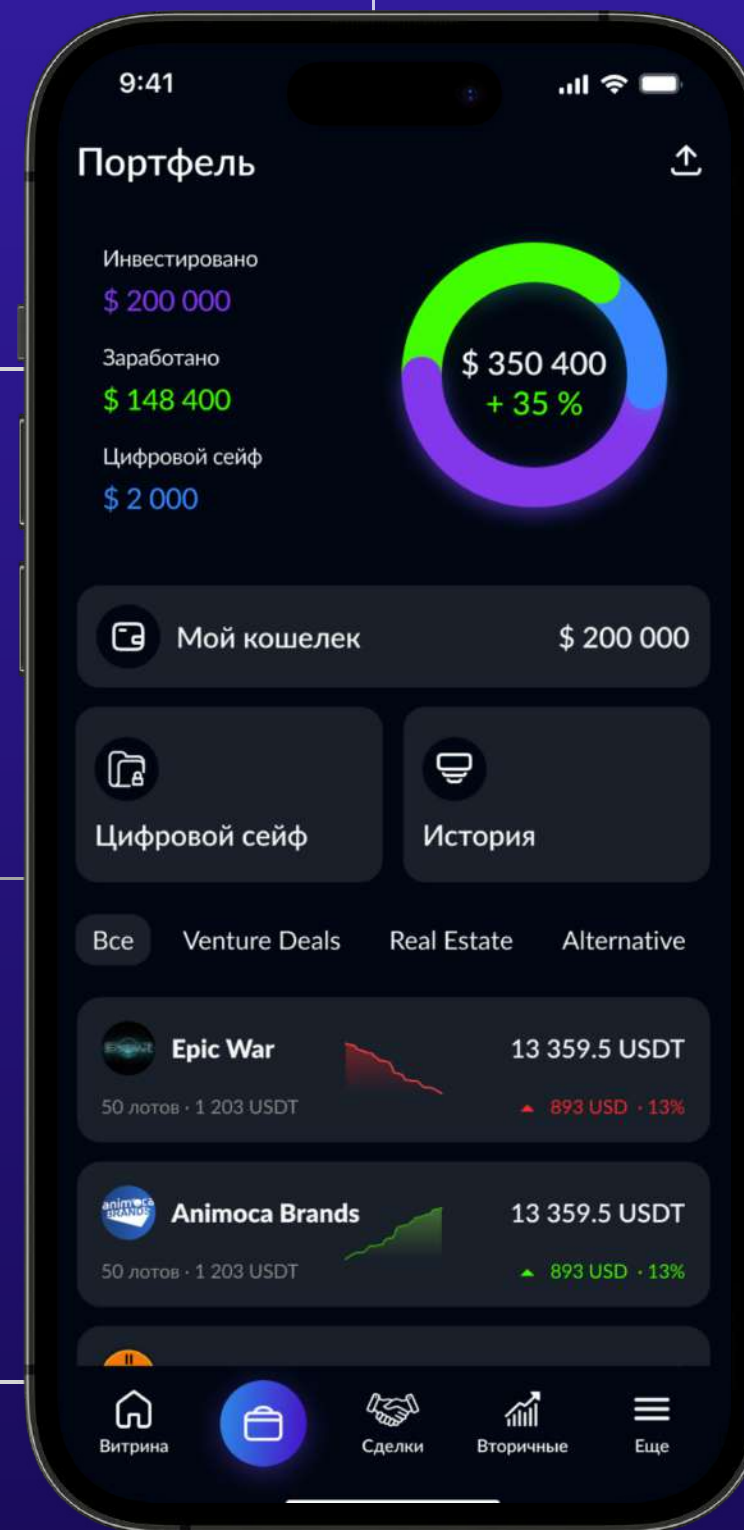 9:41
Портфель
Инвестировано
$ 200 000
Заработано
$ 148 400
Цифровой сейф
$ 2 000
$ 350 400
+ 35 %
Мой кошелек $ 200 000
Цифровой сейф
История
Все Venture Deals Real Estate Alternative
Epic War 13 359.5 USDT
50 лотов · 1 203 USDT 893 USD · 13%
animoca
BRANDS
Animoca Brands 13 359.5 USDT
50 лотов · 1 203 USDT 893 USD · 13%
Витрина Сделки Вторичные Еще